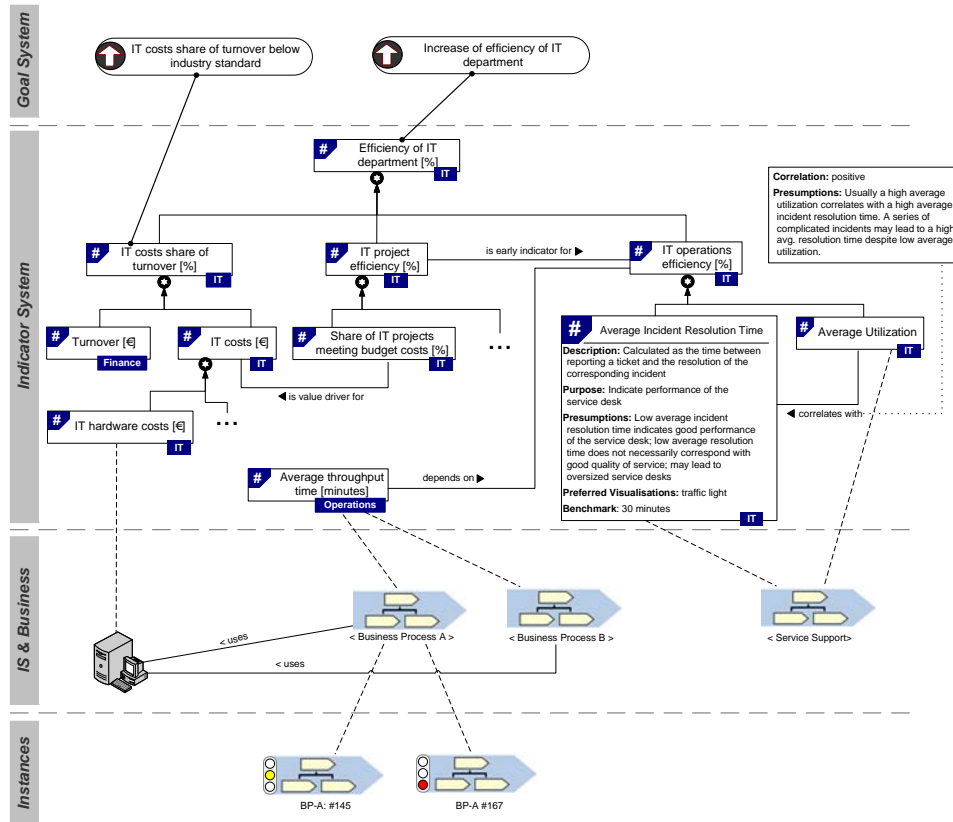 Goal System
IT costs share of turnover below
industry standard
Increase of efficiency of IT
department
Indicator System
#
Efficiency of IT
department [%]
IT
Correlation: positive
Presumptions: Usually a high average
utilization correlates with a high average
incident resolution time. A series of
complicated incidents may lead to a high
avg. resolution time despite low average
utilization.
#
IT costs share of
turnover [%]
IT
#
IT project
efficiency [%]
IT
is early indicator for
#
IT operations
efficiency [%]
IT
#
Turnover [€]
Finance
#
IT costs [€]
IT
#
Share of IT projects
meeting budget costs [%]
IT
...
#
Average Incident Resolution Time
Description: Calculated as the time between
reporting a ticket and the resolution of the
corresponding incident
Purpose: Indicate performance of the
service desk
Presumptions: Low average incident
resolution time indicates good performance
of the service desk; low average resolution
time does not necessarily correspond with
good quality of service; may lead to
oversized service desks
Preferred Visualisations: traffic light
Benchmark: 30 minutes
IT
#
Average Utilization
IT
is value driver for
correlates with
#
IT hardware costs [€]
IT
...
#
Average throughput
time [minutes]
Operations
depends on
IS & Business
< Business Process A >
< Business Process B >
< Service Support>
< uses
< uses
Instances
BP-A: #145
BP-A #167